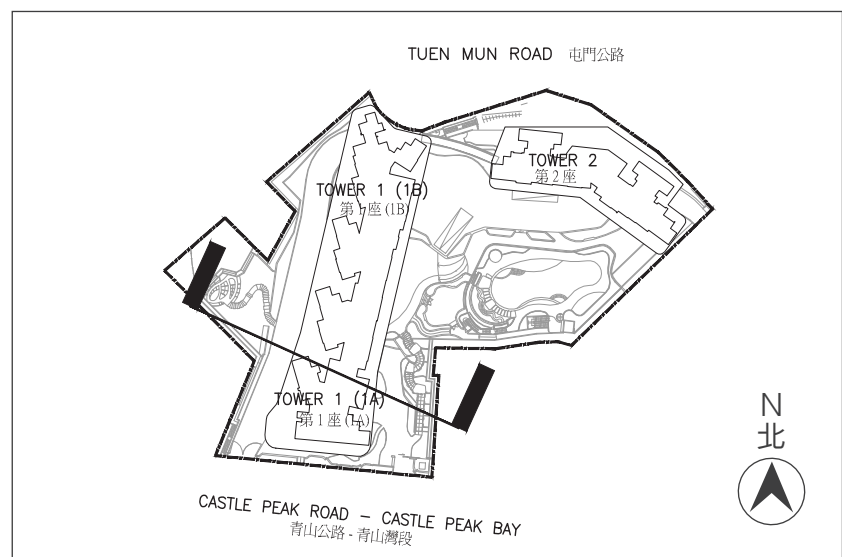 TUEN MUN ROAD 屯門公路
TOWER 2
第 2 座
TOWER 1 (1B)
第 1 座 (1B)
TOWER 1 (1A)
第 1 座 (1A)
N
北
CASTLE PEAK ROAD – CASTLE PEAK BAY
青山公路 - 青山灣段